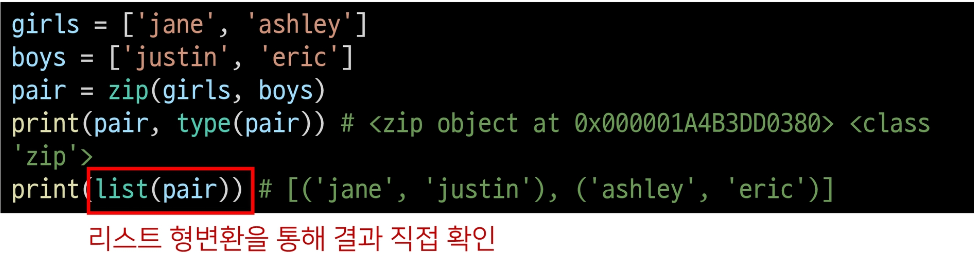 girls = ['jane', 'ashley']
boys = ['justin', 'eric']
pair = zip(girls, boys)
print(pair, type(pair)) # <zip object at 0x000001A4B3DD0380> <class
'zip'>
print(list(pair)) # [('jane', 'justin'), ('ashley', 'eric')]
리스트 형변환을 통해 결과 직접 확인